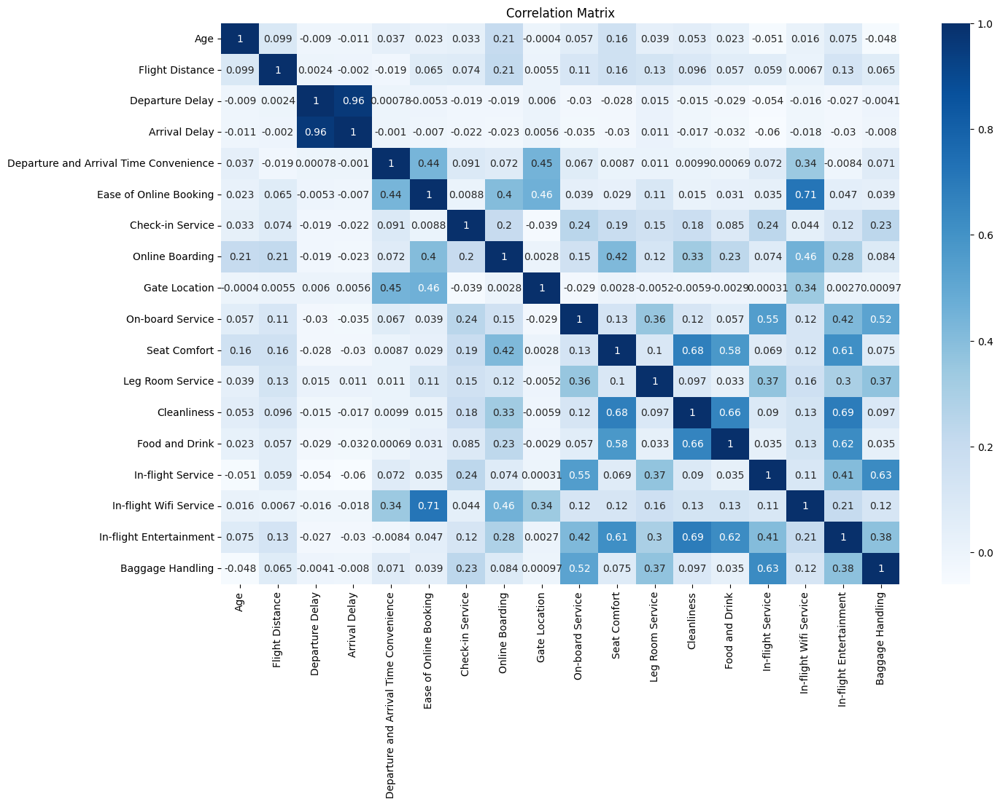 Correlation Matrix
Age 1 0.099 -0.009 -0.011 0.037 0.023 0.033 0.21 -0.0004 0.057 0.16 0.039 0.053 0.023 -0.051 0.016 0.075 -0.048
Flight Distance 0.099 1 0.0024 -0.002 -0.019 0.065 0.074 0.21 0.0055 0.11 0.16 0.13 0.096 0.057 0.059 0.0067 0.13 0.065
Departure Delay -0.009 0.0024 1 0.96 0.00078 -0.0053 -0.019 -0.019 0.006 -0.03 -0.028 0.015 -0.015 -0.029 -0.054 -0.016 -0.027 -0.0041
Arrival Delay -0.011 -0.002 0.96 1 -0.001 -0.007 -0.022 -0.023 0.0056 -0.035 -0.03 0.011 -0.017 -0.032 -0.06 -0.018 -0.03 -0.008
Departure and Arrival Time Convenience 0.037 -0.019 0.00078 -0.001 1 0.44 0.091 0.072 0.45 0.067 0.0087 0.011 0.0099 0.00069 0.072 0.34 -0.0084 0.071
Ease of Online Booking 0.023 0.065 -0.0053 -0.007 0.44 1 0.0088 0.4 0.46 0.039 0.029 0.11 0.015 0.031 0.035 0.71 0.047 0.039
Check-in Service 0.033 0.074 -0.019 -0.022 0.091 0.0088 1 0.2 -0.039 0.24 0.19 0.15 0.18 0.085 0.24 0.044 0.12 0.23
Online Boarding 0.21 0.21 -0.019 -0.023 0.072 0.4 0.2 1 0.0028 0.15 0.42 0.12 0.33 0.23 0.074 0.46 0.28 0.084
Gate Location -0.0004 0.0055 0.006 0.0056 0.45 0.46 -0.039 0.0028 1 -0.029 0.0028 -0.0052 -0.0059 -0.0029 0.00031 0.34 0.0027 0.00097
On-board Service 0.057 0.11 -0.03 -0.035 0.067 0.039 0.24 0.15 -0.029 1 0.13 0.36 0.12 0.057 0.55 0.12 0.42 0.52
Seat Comfort 0.16 0.16 -0.028 -0.03 0.0087 0.029 0.19 0.42 0.0028 0.13 1 0.1 0.68 0.58 0.069 0.12 0.61 0.075
Leg Room Service 0.039 0.13 0.015 0.011 0.011 0.11 0.15 0.12 -0.0052 0.36 0.1 1 0.097 0.033 0.37 0.16 0.3 0.37
Cleanliness 0.053 0.096 -0.015 -0.017 0.0099 0.015 0.18 0.33 -0.0059 0.12 0.68 0.097 1 0.66 0.09 0.13 0.69 0.097
Food and Drink 0.023 0.057 -0.029 -0.032 0.00069 0.031 0.085 0.23 -0.0029 0.057 0.58 0.033 0.66 1 0.035 0.13 0.62 0.035
In-flight Service -0.051 0.059 -0.054 -0.06 0.072 0.035 0.24 0.074 0.00031 0.55 0.069 0.37 0.09 0.035 1 0.11 0.41 0.63
In-flight Wifi Service 0.016 0.0067 -0.016 -0.018 0.34 0.71 0.044 0.46 0.34 0.12 0.12 0.16 0.13 0.13 0.11 1 0.21 0.12
In-flight Entertainment 0.075 0.13 -0.027 -0.03 -0.0084 0.047 0.12 0.28 0.0027 0.42 0.61 0.3 0.69 0.62 0.41 0.21 1 0.38
Baggage Handling -0.048 0.065 -0.0041 -0.008 0.071 0.039 0.23 0.084 0.00097 0.52 0.075 0.37 0.097 0.035 0.63 0.12 0.38 1
Age
Flight Distance
Departure Delay
Arrival Delay
Departure and Arrival Time Convenience
Ease of Online Booking
Check-in Service
Online Boarding
Gate Location
On-board Service
Seat Comfort
Leg Room Service
Cleanliness
Food and Drink
In-flight Service
In-flight Wifi Service
In-flight Entertainment
Baggage Handling
1.0
0.8
0.6
0.4
0.2
0.0